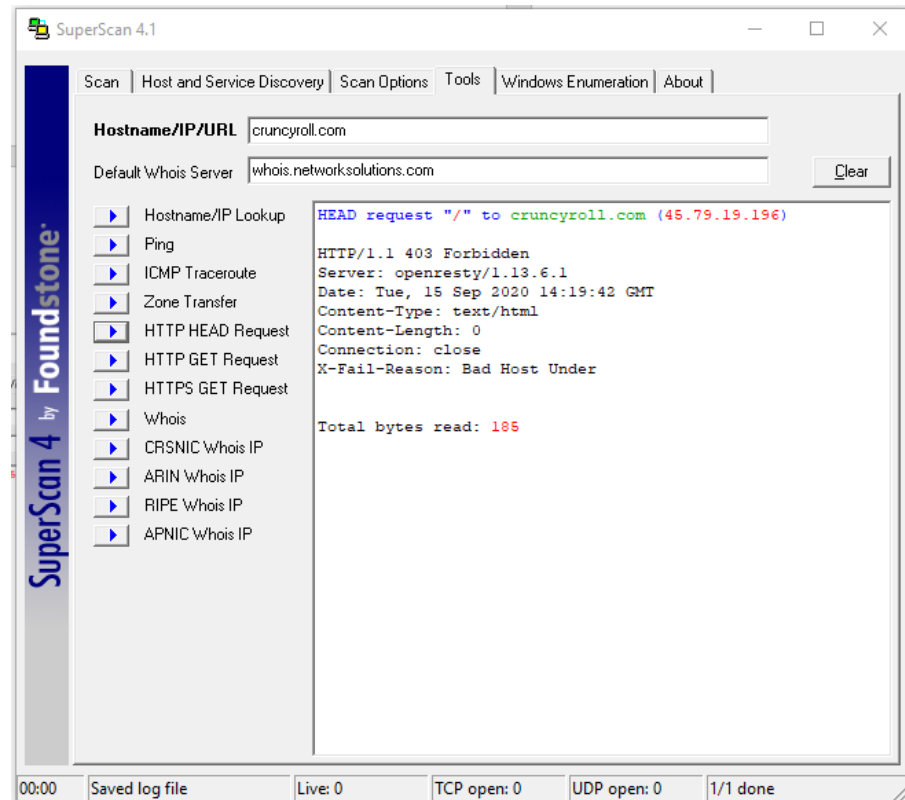 SuperScan 4.1
Scan Host and Service Discovery Scan Options Tools Windows Enumeration About
Hostname/IP/URL cruncyroll.com
Default Whois Server whois.networksolutions.com Clear
Hostname/IP Lookup
Ping
ICMP Traceroute
Zone Transfer
HTTP HEAD Request
HTTP GET Request
HTTPS GET Request
Whois
CRSNIC Whois IP
ARIN Whois IP
RIPE Whois IP
APNIC Whois IP
HEAD request "/" to cruncyroll.com (45.79.19.196)
HTTP/1.1 403 Forbidden
Server: openresty/1.13.6.1
Date: Tue, 15 Sep 2020 14:19:42 GMT
Content-Type: text/html
Content-Length: 0
Connection: close
X-Fail-Reason: Bad Host Under
Total bytes read: 185
SuperScan 4 by Foundstone
00:00 Saved log file Live: 0 TCP open: 0 UDP open: 0 1/1 done